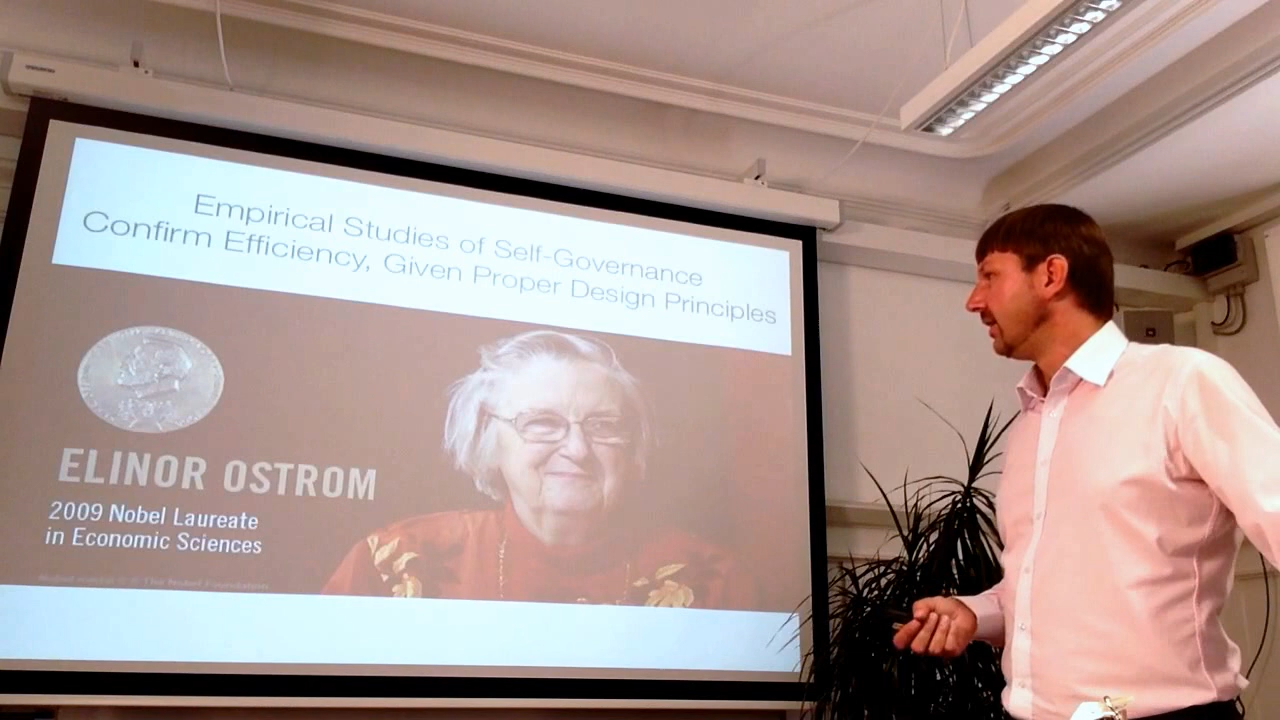 Empirical Studies of Self-Governance
Confirm Efficiency, Given Proper Design Principles
ELINOR OSTROM
2009 Nobel Laureate
in Economic Sciences